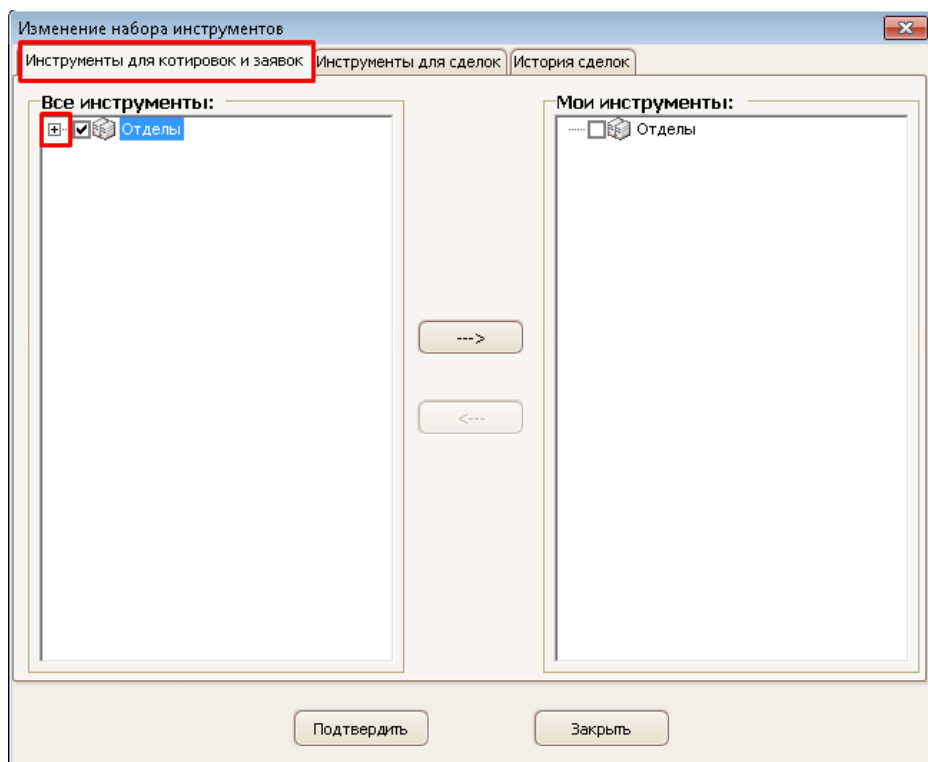 Изменение набора инструментов
Инструменты для котировок и заявок Инструменты для сделок История сделок
Все инструменты: Мои инструменты:
Отделы Отделы
--->
<---
Подтвердить Закрыть